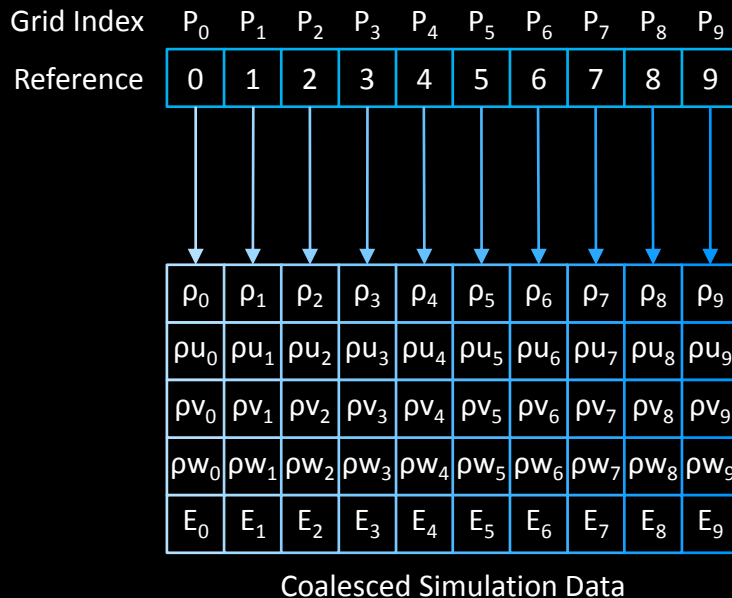 Grid Index P₀ P₁ P₂ P₃ P₄ P₅ P₆ P₇ P₈ P₉
Reference 0 1 2 3 4 5 6 7 8 9
ρ₀ ρ₁ ρ₂ ρ₃ ρ₄ ρ₅ ρ₆ ρ₇ ρ₈ ρ₉
ρu₀ ρu₁ ρu₂ ρu₃ ρu₄ ρu₅ ρu₆ ρu₇ ρu₈ ρu₉
ρv₀ ρv₁ ρv₂ ρv₃ ρv₄ ρv₅ ρv₆ ρv₇ ρv₈ ρv₉
ρw₀ ρw₁ ρw₂ ρw₃ ρw₄ ρw₅ ρw₆ ρw₇ ρw₈ ρw₉
E₀ E₁ E₂ E₃ E₄ E₅ E₆ E₇ E₈ E₉
Coalesced Simulation Data